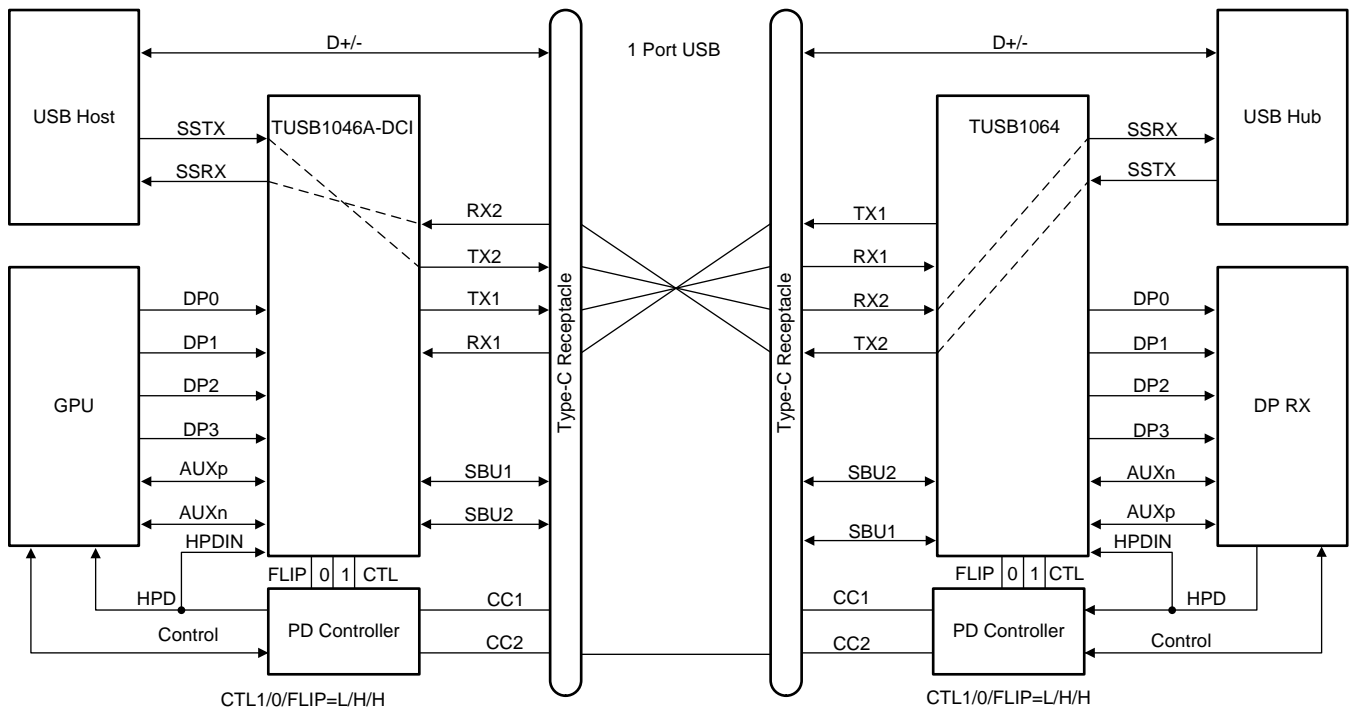 D+/-
1 Port USB
D+/-
USB Host
TUSB1046A-DCI
TUSB1064
USB Hub
SSTX
SSRX
SSRX
SSTX
RX2
TX2
TX1
RX1
Type-C Receptacle
Type-C Receptacle
TX1
RX1
RX2
TX2
GPU
DP0
DP1
DP2
DP3
AUXp
AUXn
HPDIN
SBU1
SBU2
SBU2
SBU1
DP0
DP1
DP2
DP3
AUXn
AUXp
HPDIN
DP RX
FLIP 0 1 CTL
FLIP 0 1 CTL
HPD
Control
PD Controller
CC1
CC2
CC1
CC2
PD Controller
HPD
Control
CTL1/0/FLIP=L/H/H
CTL1/0/FLIP=L/H/H